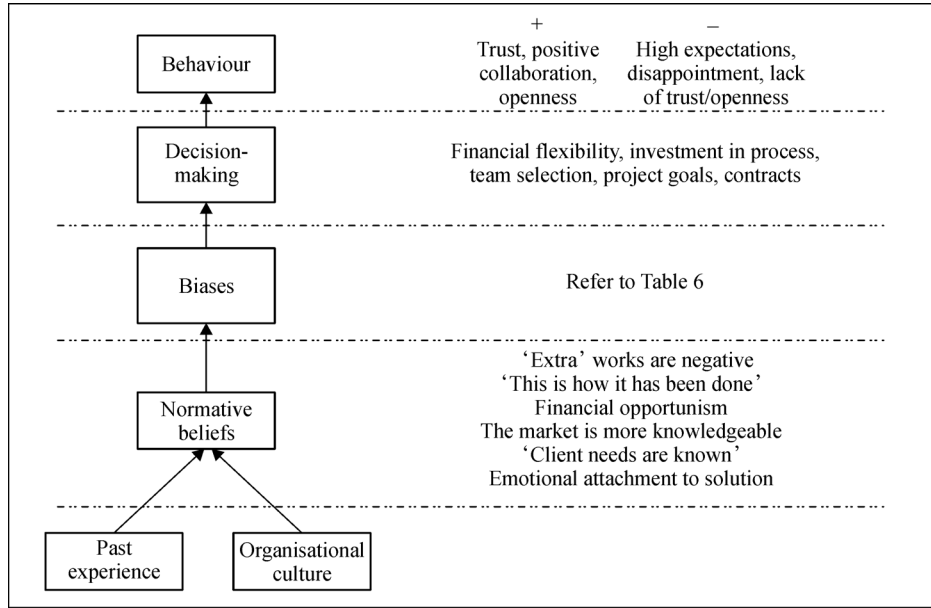 +
–
Behaviour
Trust, positive
collaboration,
openness
High expectations,
disappointment, lack
of trust/openness
Decision-
making
Financial flexibility, investment in process,
team selection, project goals, contracts
Biases
Refer to Table 6
Normative
beliefs
‘Extra’ works are negative
‘This is how it has been done’
Financial opportunism
The market is more knowledgeable
‘Client needs are known’
Emotional attachment to solution
Past
experience
Organisational
culture